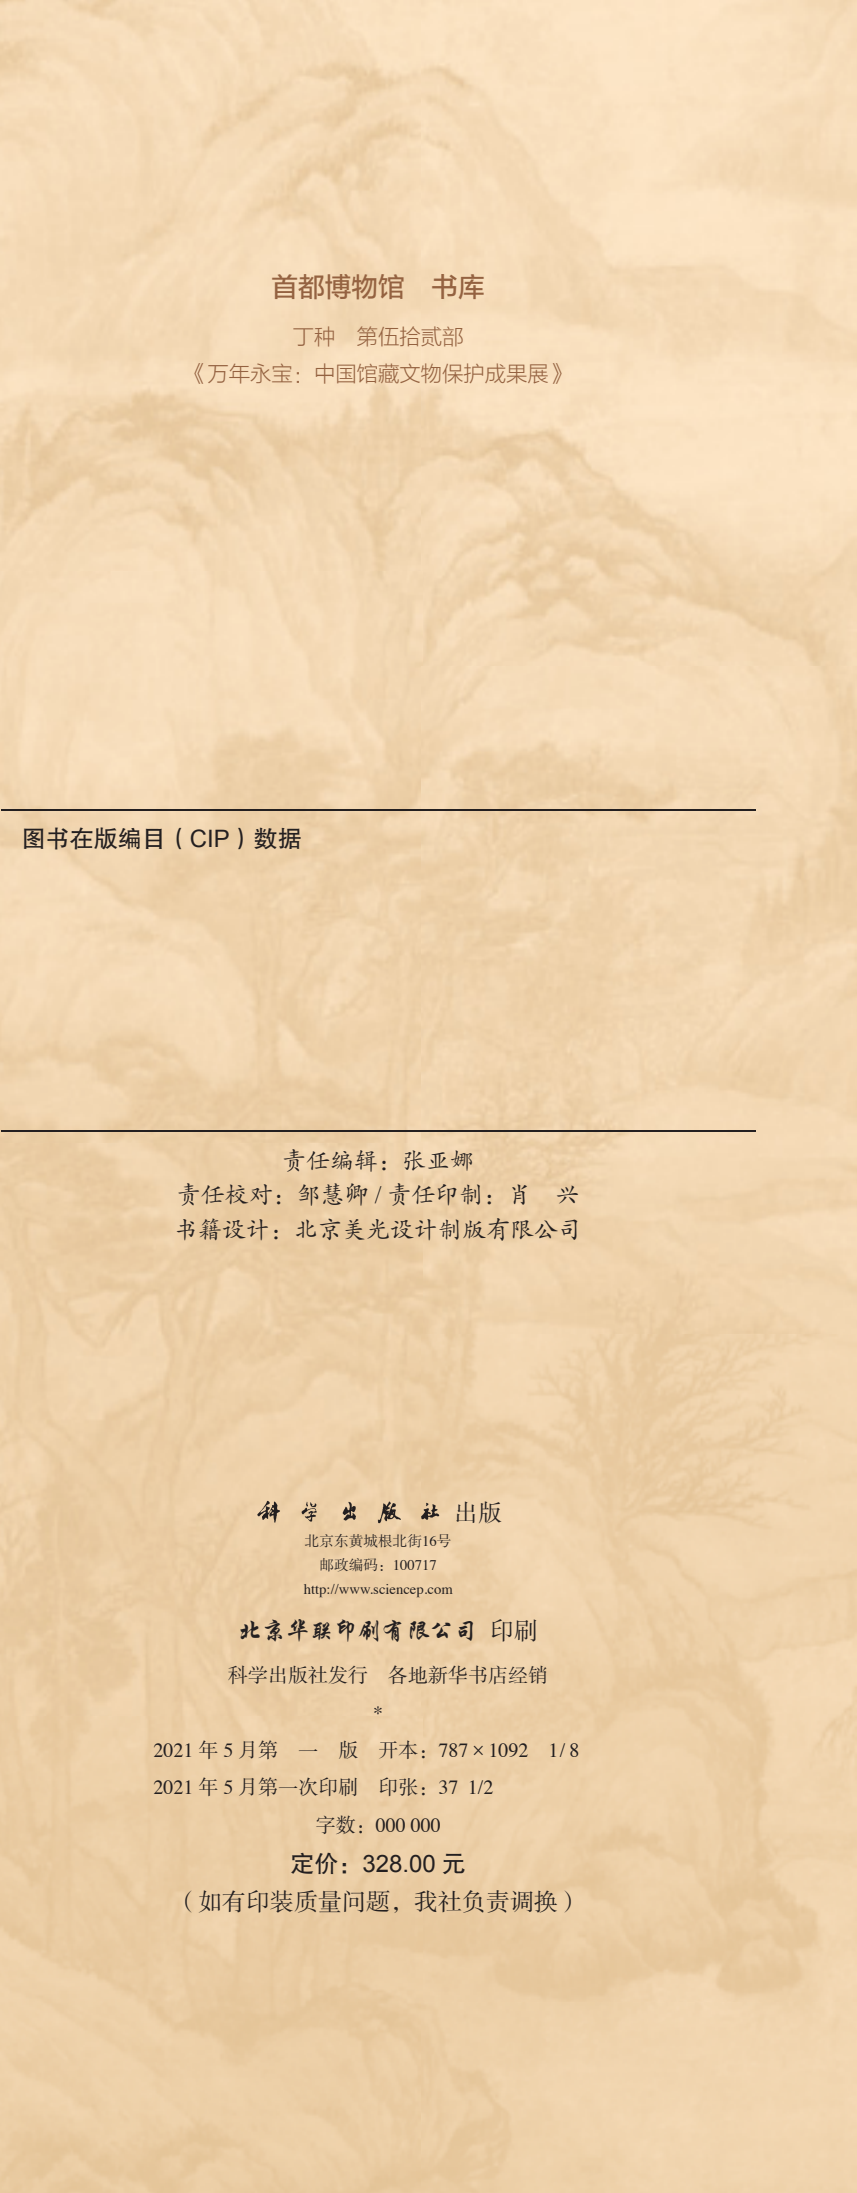 首都博物馆　书库
丁种　第伍拾贰部
《万年永宝：中国馆藏文物保护成果展》
图书在版编目（CIP）数据
责任编辑：张亚娜
责任校对：邹慧卿 / 责任印制：肖　兴
书籍设计：北京美光设计制版有限公司
科学出版社 出版
北京东黄城根北街16号
邮政编码：100717
http://www.sciencep.com
北京华联印刷有限公司 印刷
科学出版社发行　各地新华书店经销
*
2021 年 5 月第　一　版　开本：787 × 1092　1/ 8
2021 年 5 月第一次印刷　印张：37 1/2
字数：000 000
定价：328.00 元
（如有印装质量问题，我社负责调换）